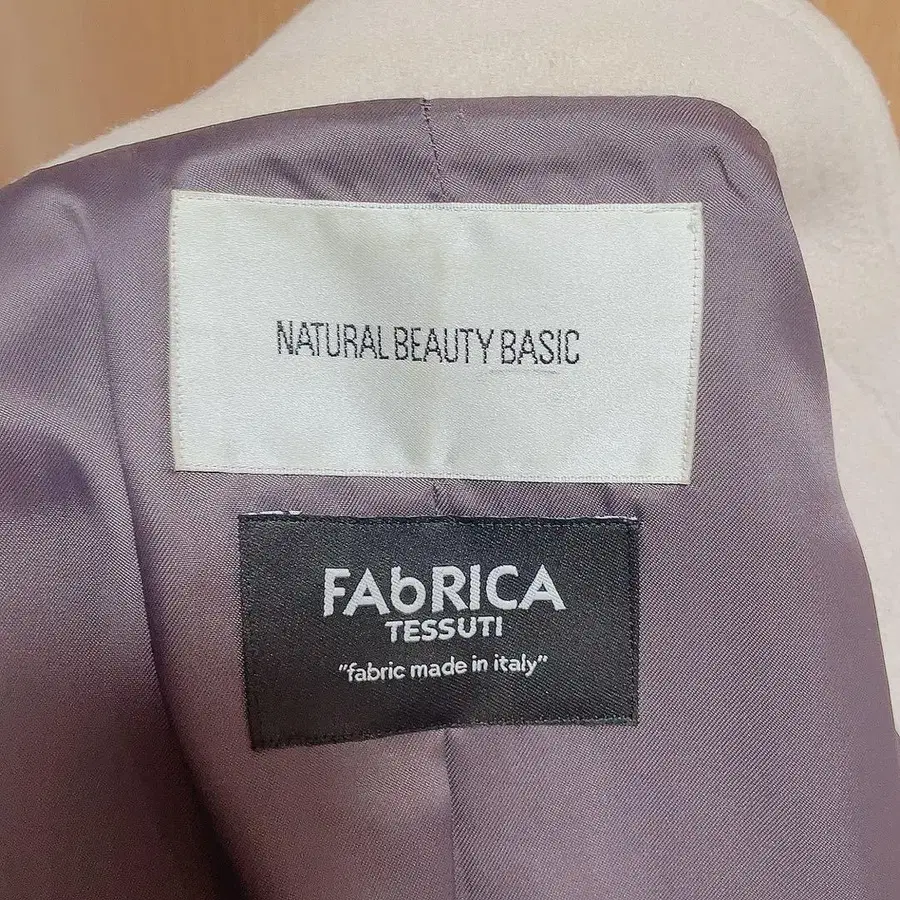 NATURAL BEAUTY BASIC
FAbRICA
TESSUTI
"fabric made in italy"